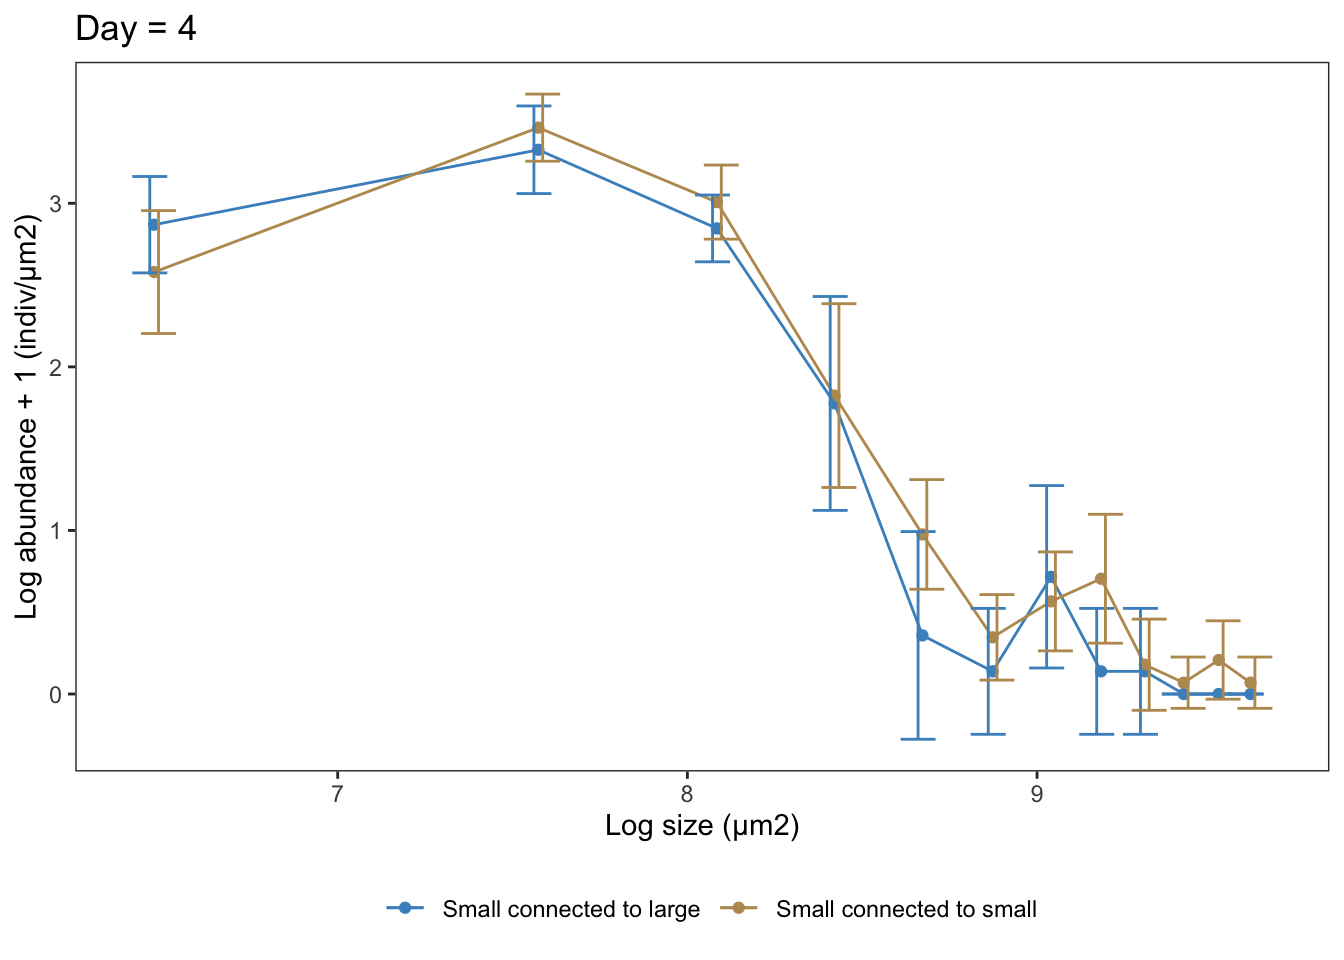 Day = 4
Log abundance + 1 (indiv/μm2)
3
2
1
0
7 8 9
Log size (μm2)
Small connected to large Small connected to small